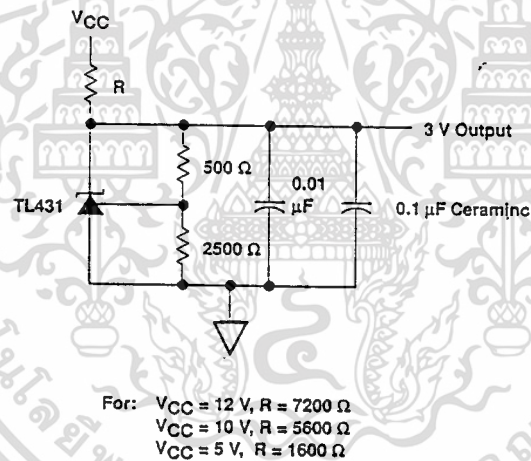 VCC
R
3 V Output
500 Ω
0.01
µF
TL431
0.1 µF Ceraminc
2500 Ω
For: VCC = 12 V, R = 7200 Ω
VCC = 10 V, R = 5600 Ω
VCC = 5 V, R = 1600 Ω